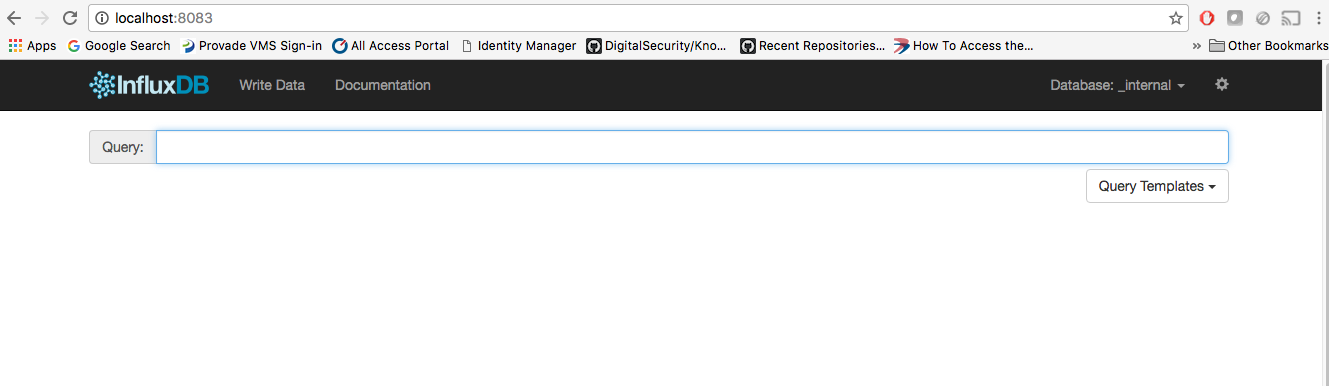 localhost:8083
Apps Google Search Provade VMS Sign-in All Access Portal Identity Manager DigitalSecurity/Kno... Recent Repositories... How To Access the... » Other Bookmarks
InfluxDB Write Data Documentation Database: _internal
Query:
Query Templates